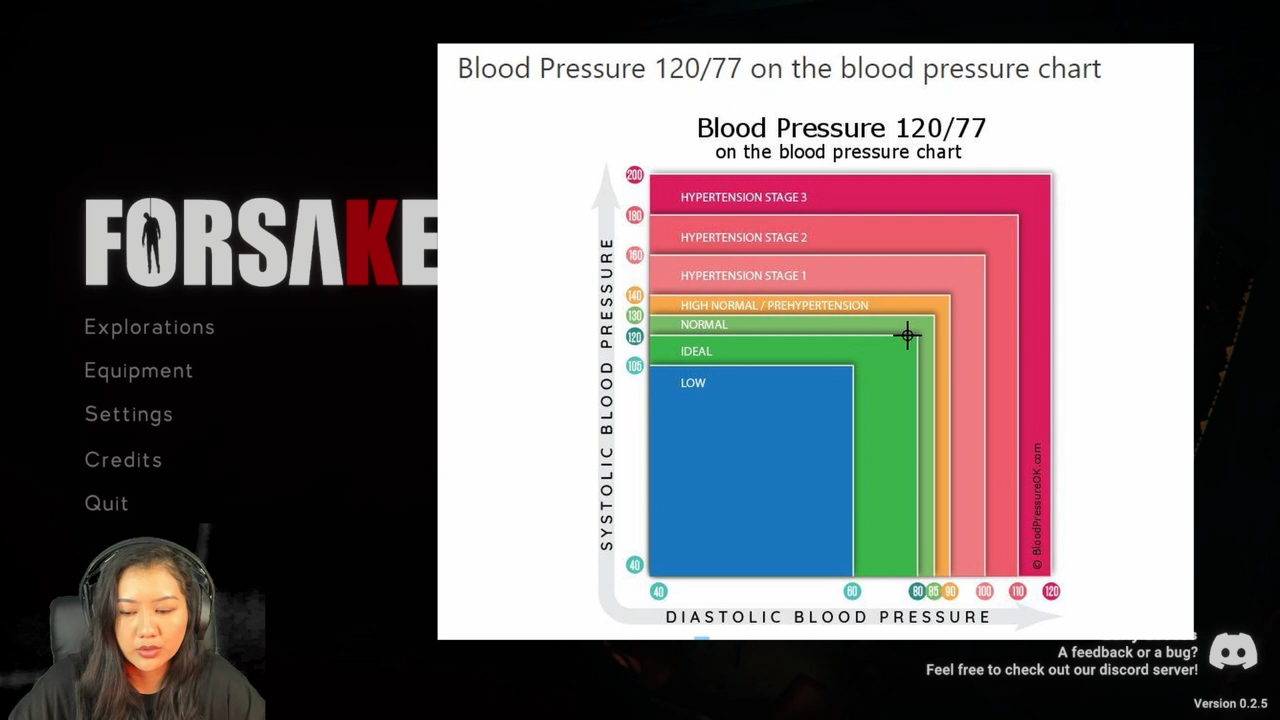 Blood Pressure 120/77 on the blood pressure chart
Blood Pressure 120/77
on the blood pressure chart
200
HYPERTENSION STAGE 3
180
HYPERTENSION STAGE 2
160
HYPERTENSION STAGE 1
140
HIGH NORMAL / PREHYPERTENSION
130
NORMAL
120
IDEAL
105
LOW
40
SYSTOLIC BLOOD PRESSURE
© BloodPressureOK.com
40
60
80
85
90
100
110
120
DIASTOLIC BLOOD PRESSURE
FORSAKE
Explorations
Equipment
Settings
Credits
Quit
A feedback or a bug?
Feel free to check out our discord server!
Version 0.2.5